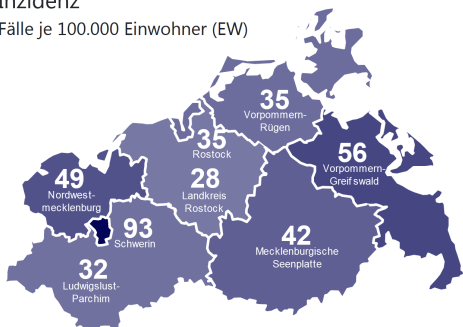 Inzidenz
Fälle je 100.000 Einwohner (EW)
35
Vorpommern-
Rügen
35
Rostock
56
Vorpommern-
Greifswald
49
Nordwest-
mecklenburg
28
Landkreis
Rostock
93
Schwerin
42
Mecklenburgische
Seenplatte
32
Ludwigslust-
Parchim